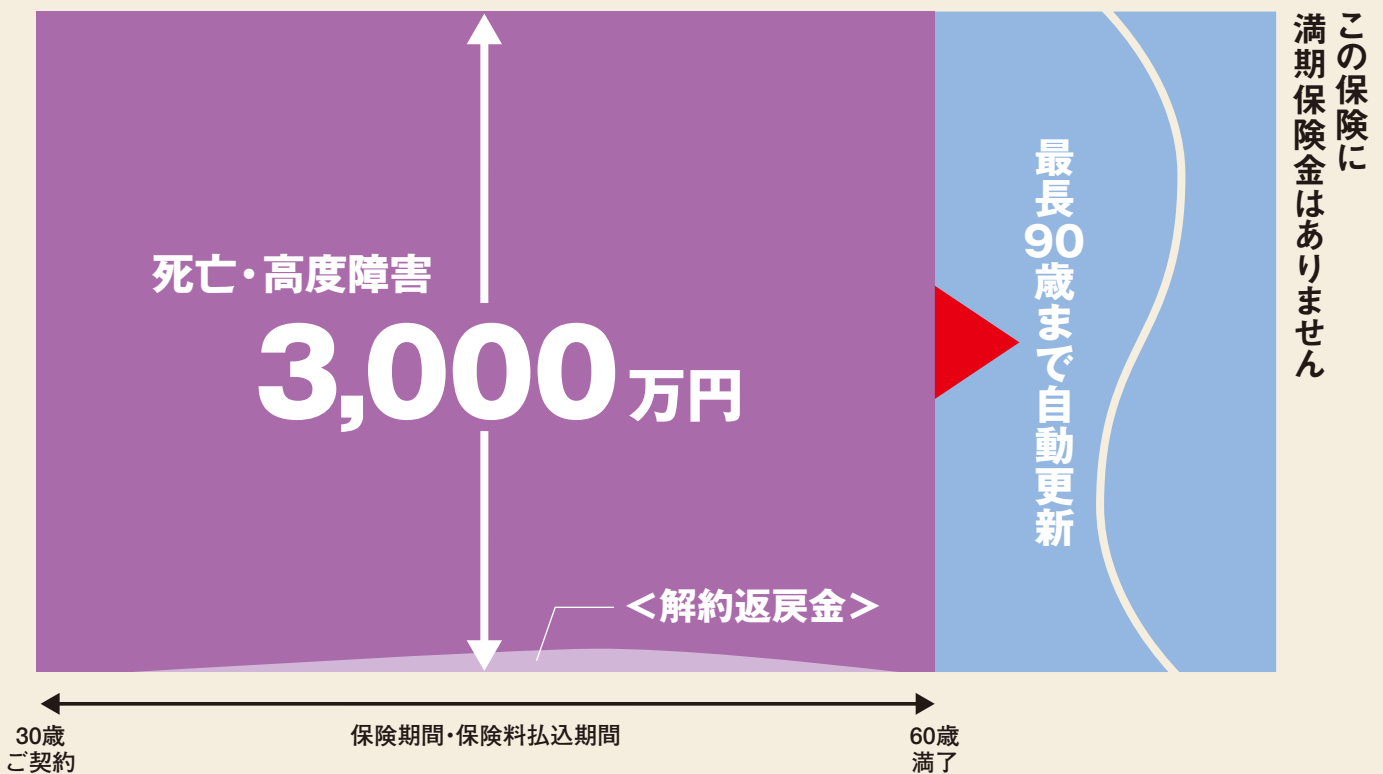 この保険に
満期保険金はありません
死亡・高度障害
3,000万円
最長90歳まで自動更新
＜解約返戻金＞
30歳
ご契約
保険期間・保険料払込期間
60歳
満了